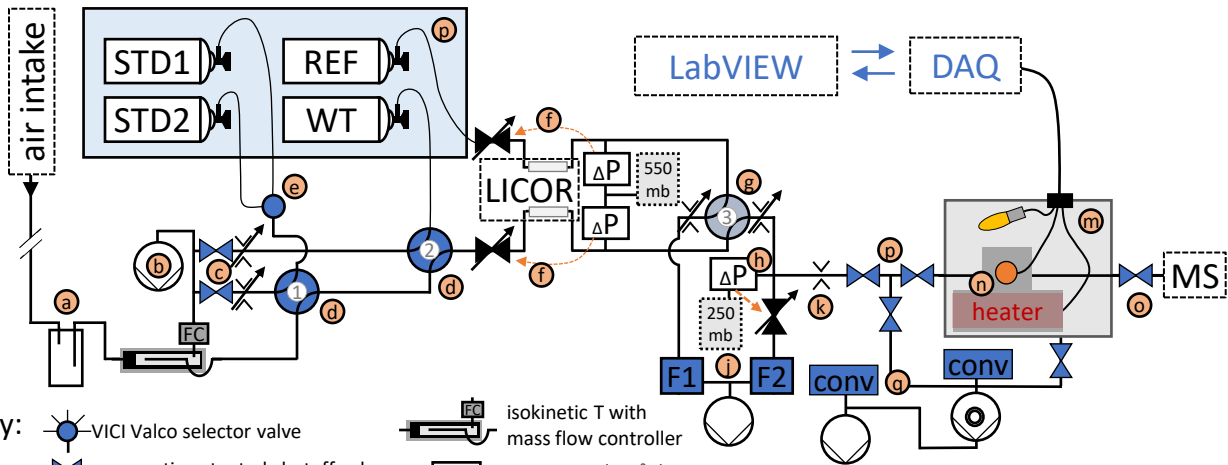 air intake
STD1
STD2
REF
WT
p
LabVIEW
DAQ
e
f
LICOR
ΔP
550
mb
ΔP
f
g
3
b
c
2
d
1
d
FC
a
h
ΔP
250
mb
k
p
m
n
heater
o
MS
j
F1
F2
conv
q
conv
y:
VICI Valco selector valve
FC
isokinetic T with
mass flow controller